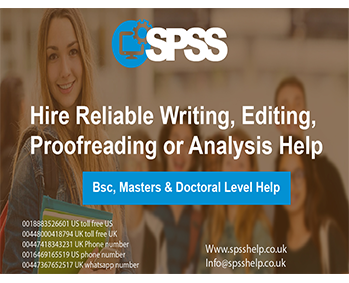 SPSS
Hire Reliable Writing, Editing,
Proofreading or Analysis Help
Bsc, Masters & Doctoral Level Help
0018883526601 US toll free US
00448000418794 UK toll free UK
00447418343231 UK Phone number
0016469165519 US phone number
00447367652517 UK whatsapp number
Www.spsshelp.co.uk
Info@spsshelp.co.uk